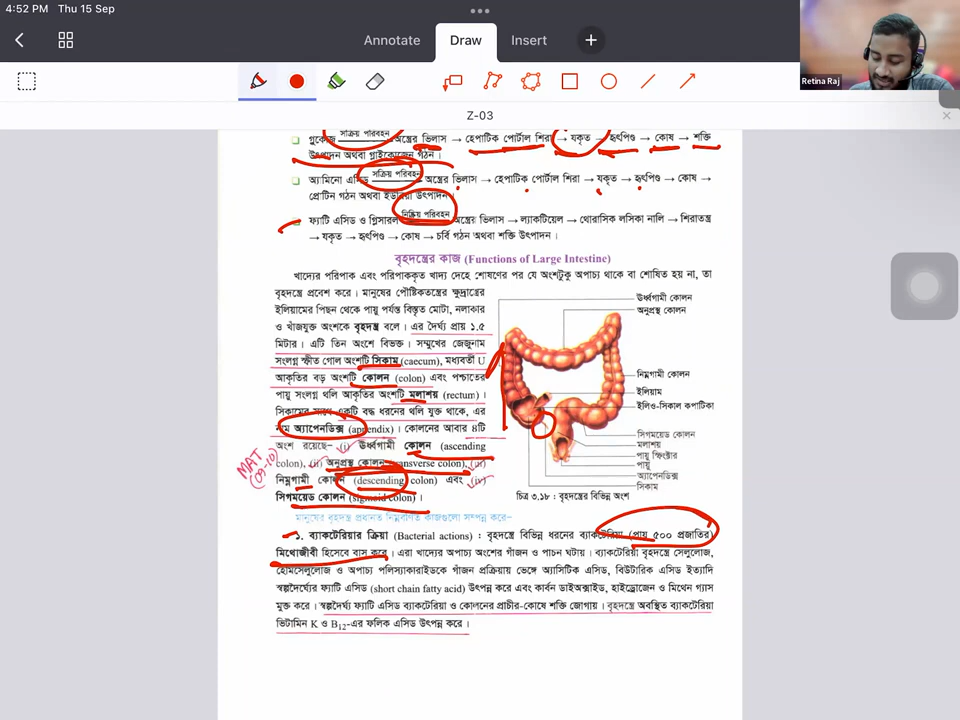 4:52 PM Thu 15 Sep
Annotate Draw Insert
Retina Raj
Z-03
গ্লুকোজ সক্রিয় পরিবহন অন্ত্রের ভিলাস → হেপাটিক পোর্টাল শিরা → যকৃত → হৃৎপিণ্ড → কোষ → শক্তি
উৎপাদন অথবা গ্লাইকোজেন গঠন।
অ্যামিনো এসিড সক্রিয় পরিবহন অন্ত্রের ভিলাস → হেপাটিক পোর্টাল শিরা → যকৃত → হৃৎপিণ্ড → কোষ →
প্রোটিন গঠন অথবা ইউরিয়া উৎপাদন।
ফ্যাটি এসিড ও গ্লিসারল নিষ্ক্রিয় পরিবহন অন্ত্রের ভিলাস → ল্যাকটিয়েল → থোরাসিক লসিকা নালি → শিরাতন্ত্র
→ যকৃত → হৃৎপিণ্ড → কোষ → চর্বি গঠন অথবা শক্তি উৎপাদন।
বৃহদন্ত্রের কাজ (Functions of Large Intestine)
খাদ্যের পরিপাক এবং পরিপাককৃত খাদ্য দেহে শোষণের পর যে অংশটুকু অপাচ্য থাকে বা শোষিত হয় না, তা
বৃহদন্ত্রে প্রবেশ করে। মানুষের পৌষ্টিকতন্ত্রের ক্ষুদ্রান্ত্রের
ইলিয়ামের পিছন থেকে পায়ু পর্যন্ত বিস্তৃত মোটা, নলাকার
ও খাঁজযুক্ত অংশকে বৃহদন্ত্র বলে। এর দৈর্ঘ্য প্রায় ১.৫
মিটার। এটি তিন অংশে বিভক্ত। সম্মুখের জেজুনাম
সংলগ্ন স্ফীত গোল অংশটি সিকাম (caecum), মধ্যবর্তী U
আকৃতির বড় অংশটি কোলন (colon) এবং পশ্চাতের
পায়ু সংলগ্ন থলি আকৃতির অংশটি মলাশয় (rectum)।
সিকামের সাথে একটি বদ্ধ ধরনের থলি যুক্ত থাকে, এর
নাম অ্যাপেনডিক্স (appendix)। কোলনের আবার ৪টি
অংশ রয়েছে- (i) ঊর্ধ্বগামী কোলন (ascending
colon), (ii) অনুপ্রস্থ কোলন (transverse colon), (iii)
নিম্নগামী কোলন (descending colon) এবং (iv)
সিগময়েড কোলন (sigmoid colon)।
MAT
(09-10)
ঊর্ধ্বগামী কোলন
অনুপ্রস্থ কোলন
নিম্নগামী কোলন
ইলিয়াম
ইলিও-সিকাল কপাটিকা
সিগময়েড কোলন
মলাশয়
পায়ু স্ফিংক্টার
পায়ু
অ্যাপেনডিক্স
সিকাম
চিত্র ৩.১৮ : বৃহদন্ত্রের বিভিন্ন অংশ
মানুষের বৃহদন্ত্র প্রধানত নিম্নবর্ণিত কাজগুলো সম্পন্ন করে–
১. ব্যাকটেরিয়ার ক্রিয়া (Bacterial actions) : বৃহদন্ত্রে বিভিন্ন ধরনের ব্যাকটেরিয়া (প্রায় ৫০০ প্রজাতির)
মিথোজীবী হিসেবে বাস করে। এরা খাদ্যের অপাচ্য অংশের গাঁজন ও পাচন ঘটায়। ব্যাকটেরিয়া বৃহদন্ত্রে সেলুলোজ,
হেমিসেলুলোজ ও অপাচ্য পলিস্যাকারাইডকে গাঁজন প্রক্রিয়ায় ভেঙ্গে অ্যাসিটিক এসিড, বিউটারিক এসিড ইত্যাদি
স্বল্পদৈর্ঘ্যের ফ্যাটি এসিড (short chain fatty acid) উৎপন্ন করে এবং কার্বন ডাইঅক্সাইড, হাইড্রোজেন ও মিথেন গ্যাস
মুক্ত করে। স্বল্পদৈর্ঘ্য ফ্যাটি এসিড ব্যাকটেরিয়া ও কোলনের প্রাচীর-কোষে শক্তি জোগায়। বৃহদন্ত্রে অবস্থিত ব্যাকটেরিয়া
ভিটামিন K ও B12-এর ফলিক এসিড উৎপন্ন করে।